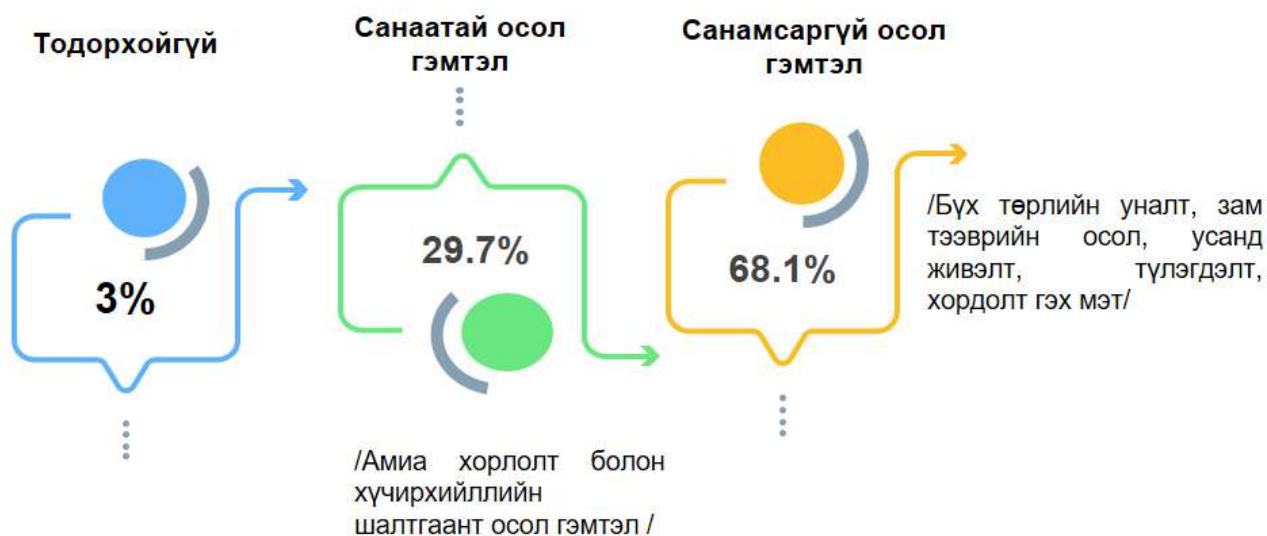 Тодорхойгүй
3%
Санаатай осол
гэмтэл
29.7%
/Амиа хорлолт болон
хүчирхийллийн
шалтгаант осол гэмтэл /
Санамсаргүй осол
гэмтэл
68.1%
/Бүх төрлийн уналт, зам
тээврийн осол, усанд
живэлт, түлэгдэлт,
хордолт гэх мэт/